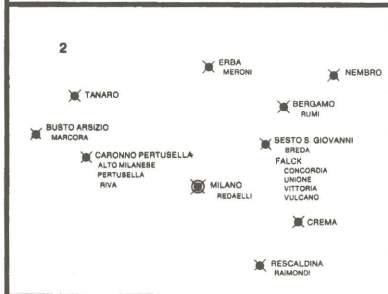 2
ERBA
MERONI
NEMBRO
TANARO
BERGAMO
RUMI
BUSTO ARSIZIO
MARCORA
SESTO S. GIOVANNI
BREDA
FALCK
CONCORDIA
UNIONE
VITTORIA
VULCANO
CARONNO PERTUSELLA
ALTO MILANESE
PERTUSELLA
RIVA
MILANO
REDAELLI
CREMA
RESCALDINA
RAIMONDI